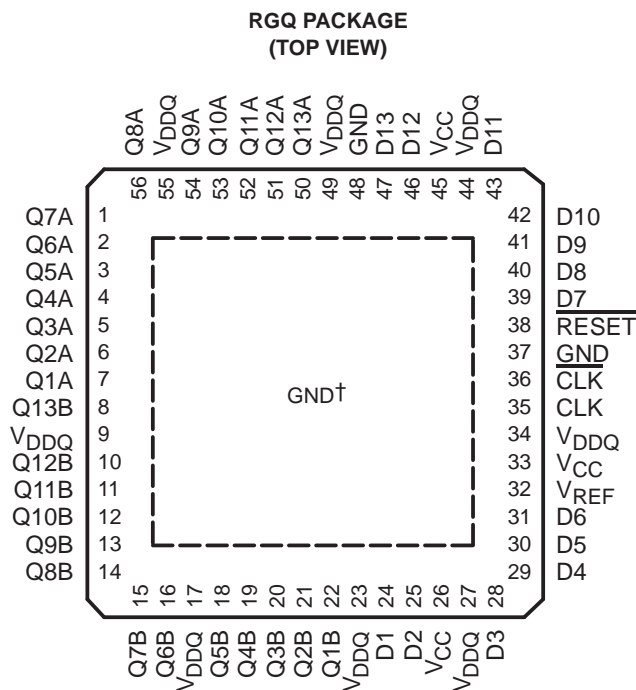 RGQ PACKAGE
(TOP VIEW)
Q8A VDDQ Q9A Q10A Q11A Q12A Q13A VDDQ GND D13 D12 VCC VDDQ D11
56 55 54 53 52 51 50 49 48 47 46 45 44 43
Q7A 1 42 D10
Q6A 2 41 D9
Q5A 3 40 D8
Q4A 4 39 D7
Q3A 5 38 R̅E̅S̅E̅T̅
Q2A 6 37 GND
Q1A 7 36 C̅L̅K̅
Q13B 8 35 CLK
VDDQ 9 34 VDDQ
Q12B 10 33 VCC
Q11B 11 32 VREF
Q10B 12 31 D6
Q9B 13 30 D5
Q8B 14 29 D4
GND†
15 16 17 18 19 20 21 22 23 24 25 26 27 28
Q7B Q6B VDDQ Q5B Q4B Q3B Q2B Q1B VDDQ D1 D2 VCC VDDQ D3